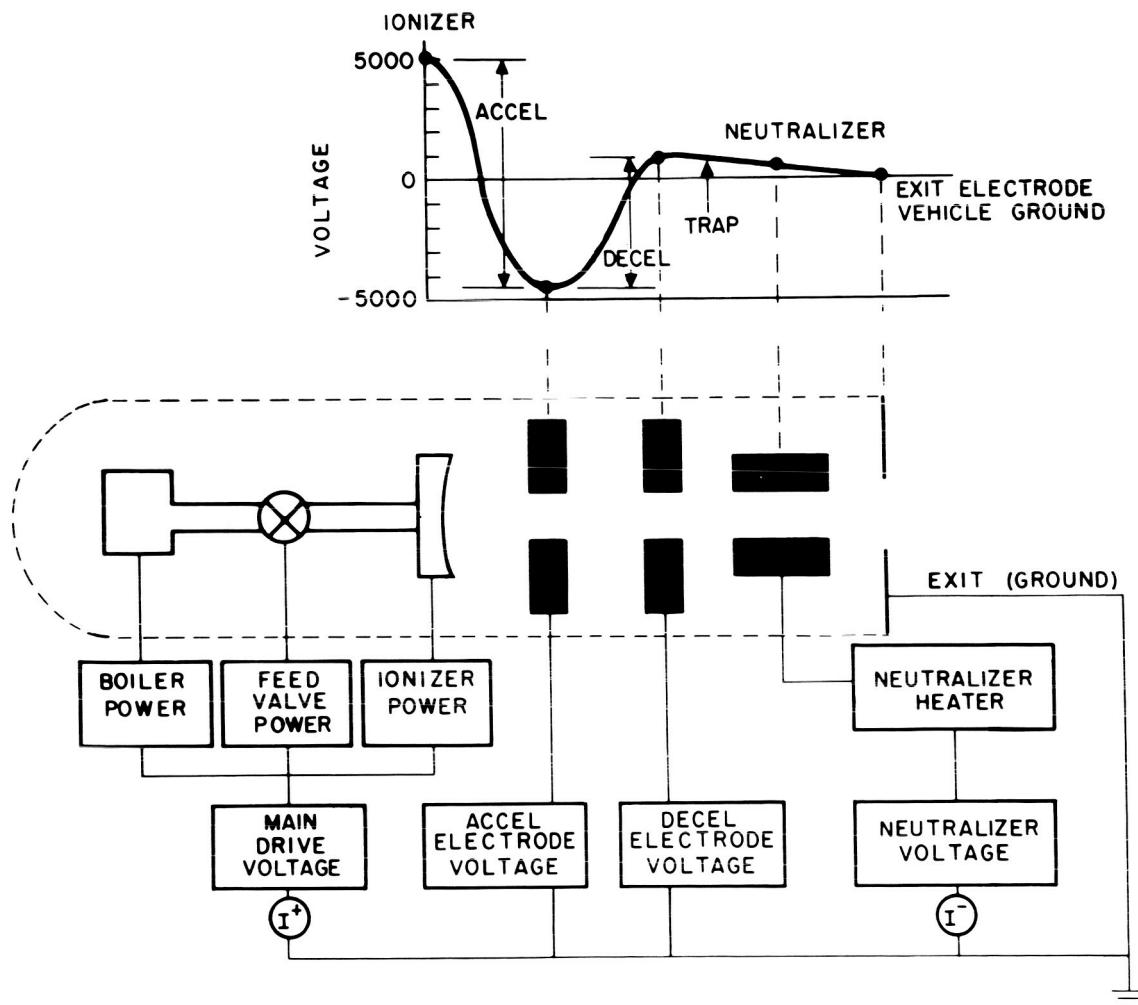 IONIZER
5000
ACCEL
NEUTRALIZER
VOLTAGE
0
EXIT ELECTRODE
VEHICLE GROUND
TRAP
DECEL
-5000
EXIT (GROUND)
BOILER
POWER
FEED
VALVE
POWER
IONIZER
POWER
NEUTRALIZER
HEATER
MAIN
DRIVE
VOLTAGE
ACCEL
ELECTRODE
VOLTAGE
DECEL
ELECTRODE
VOLTAGE
NEUTRALIZER
VOLTAGE
I+
I-